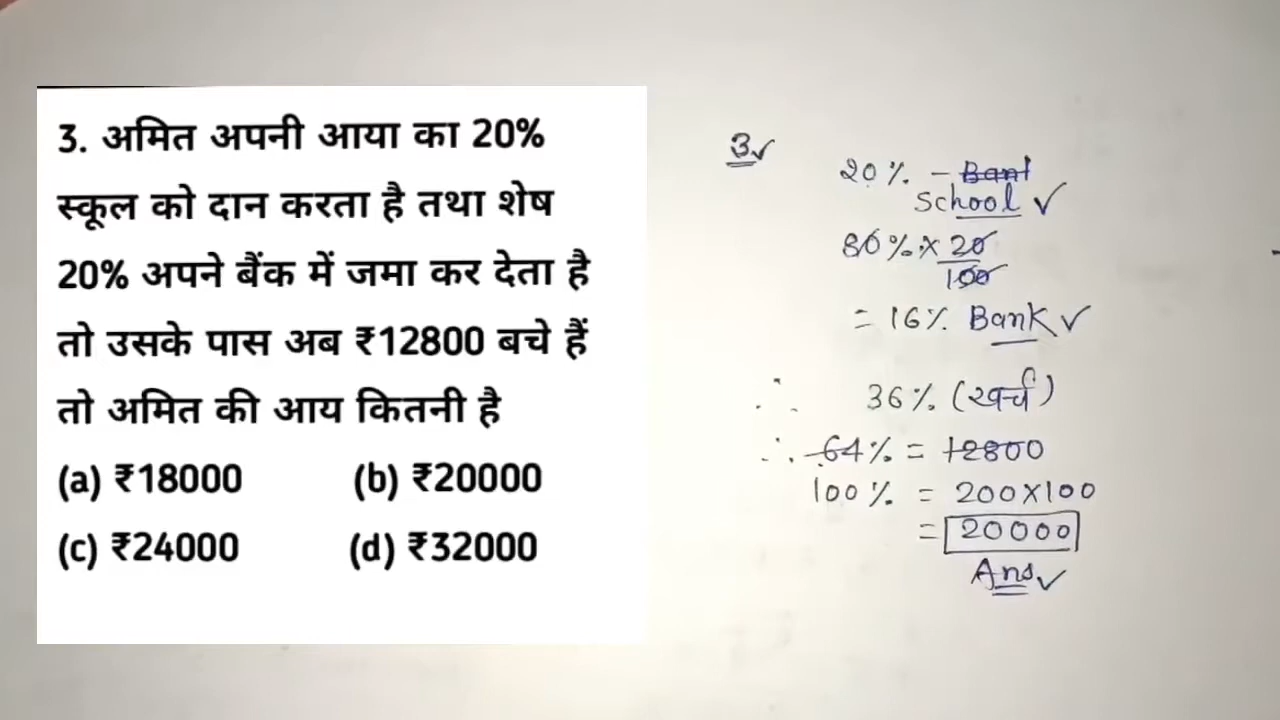 3. अमित अपनी आया का 20%
स्कूल को दान करता है तथा शेष
20% अपने बैंक में जमा कर देता है
तो उसके पास अब ₹12800 बचे हैं
तो अमित की आय कितनी है
(a) ₹18000 (b) ₹20000
(c) ₹24000 (d) ₹32000
3✓
20% -
School ✓
80% × 20
100
= 16% Bank ✓
∴ 36% (खर्च)
∴ 64% = 12800
100% = 200×100
= 20000
Ans ✓